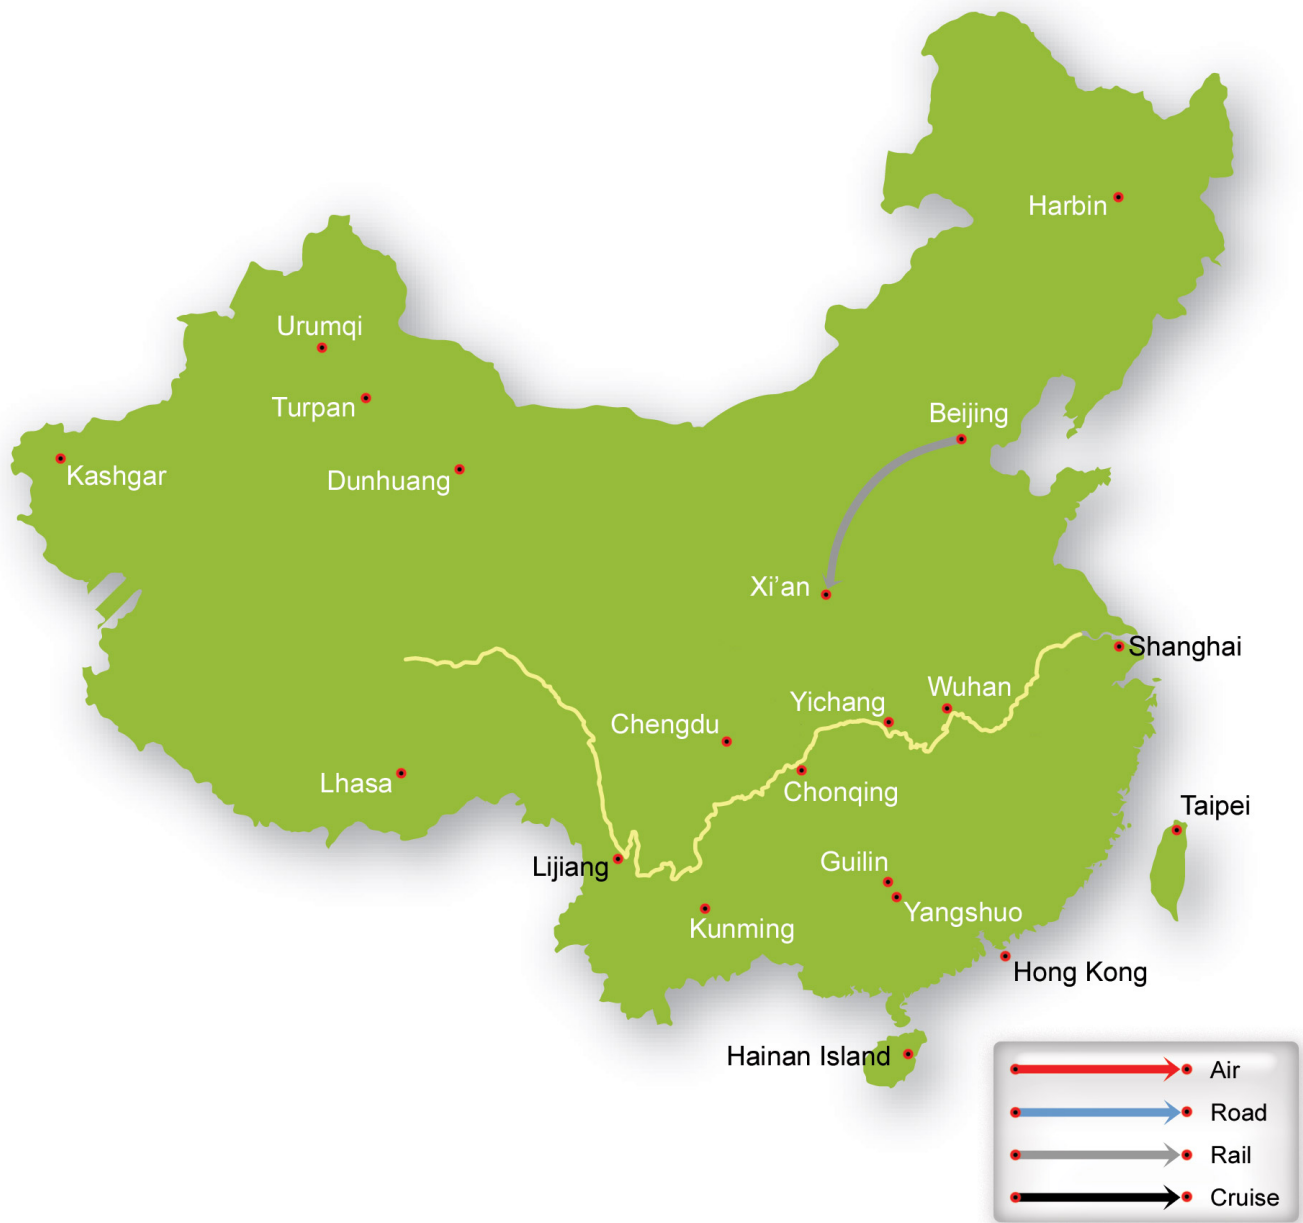 Harbin
Urumqi
Turpan
Beijing
Kashgar
Dunhuang
Xi’an
Shanghai
Wuhan
Yichang
Chengdu
Lhasa
Chonqing
Taipei
Lijiang
Guilin
Yangshuo
Kunming
Hong Kong
Hainan Island
Air
Road
Rail
Cruise